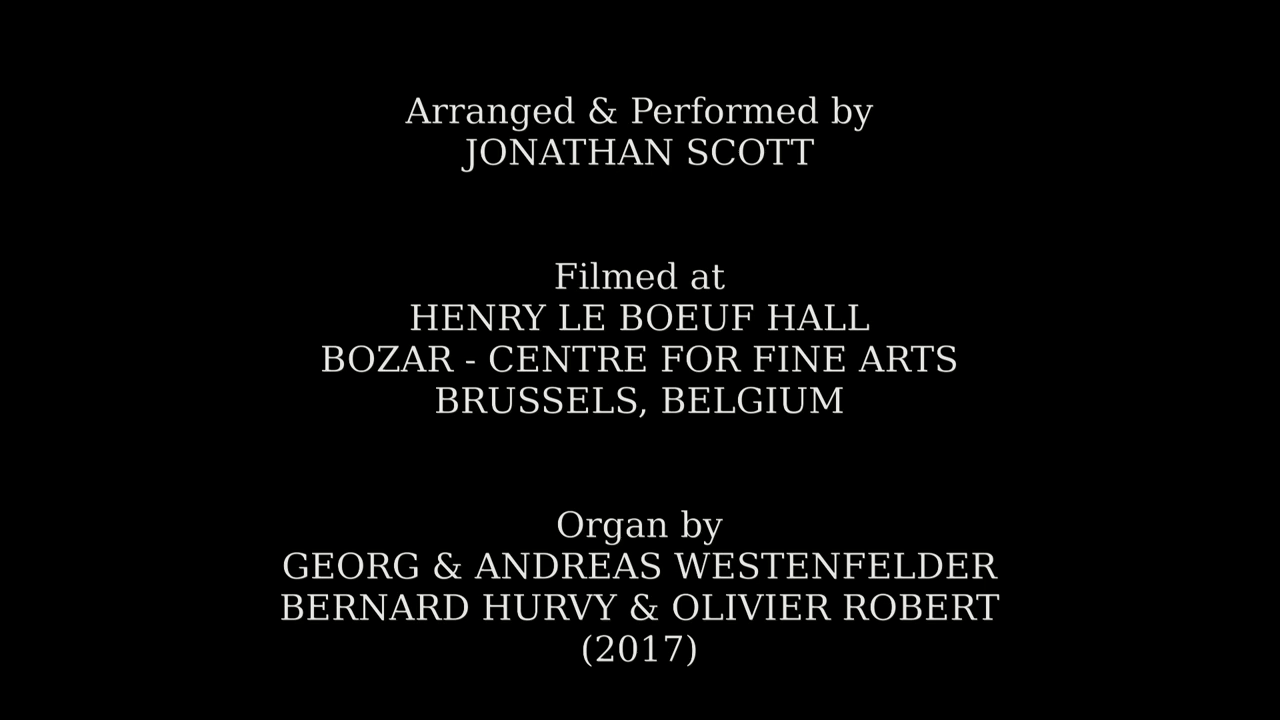 Arranged & Performed by
JONATHAN SCOTT
Filmed at
HENRY LE BOEUF HALL
BOZAR - CENTRE FOR FINE ARTS
BRUSSELS, BELGIUM
Organ by
GEORG & ANDREAS WESTENFELDER
BERNARD HURVY & OLIVIER ROBERT
(2017)